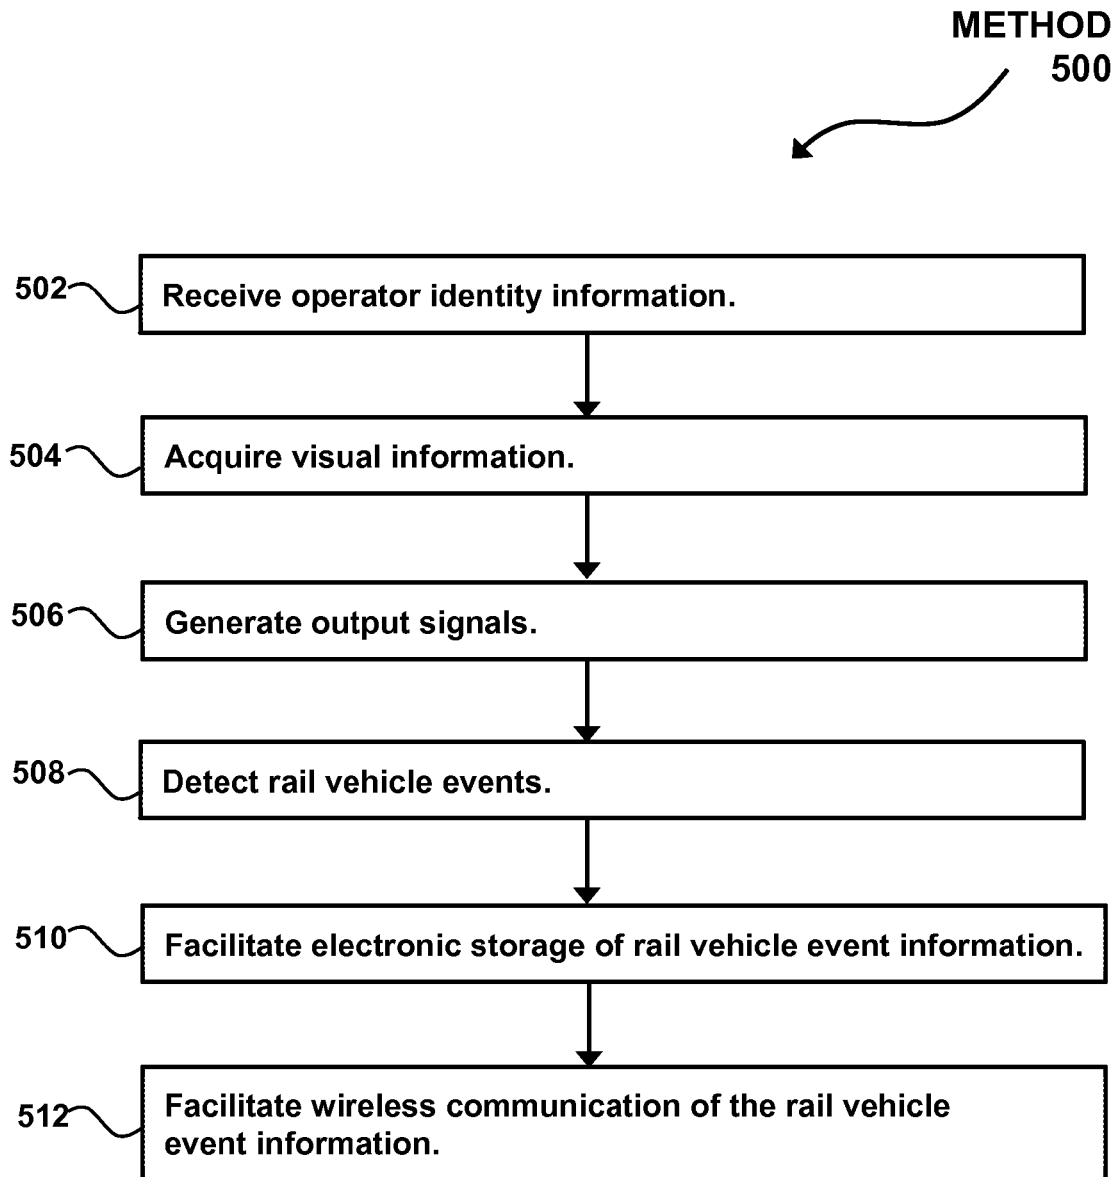 METHOD
500
502
Receive operator identity information.
504
Acquire visual information.
506
Generate output signals.
508
Detect rail vehicle events.
510
Facilitate electronic storage of rail vehicle event information.
512
Facilitate wireless communication of the rail vehicle
event information.